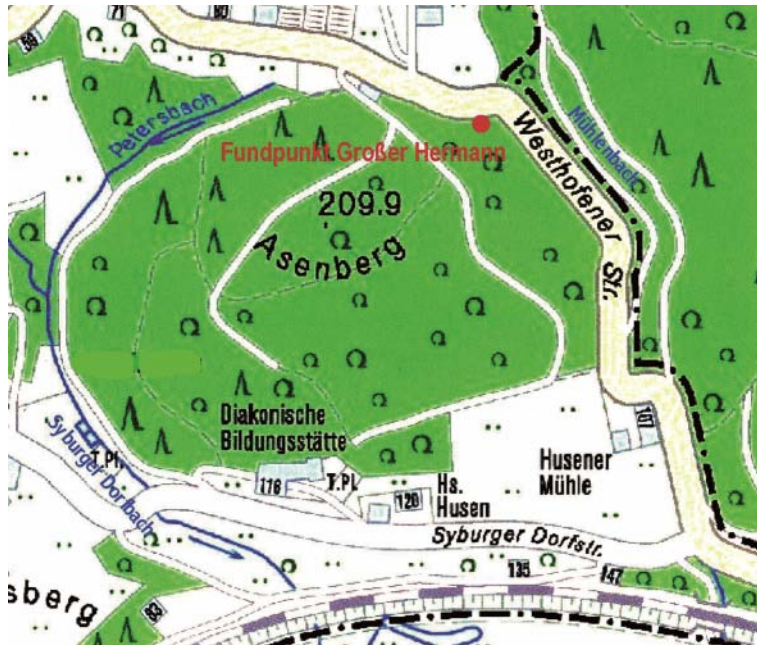 71
80
Petersbach
Mühlenbach
Fundpunkt Großer Hermann
Westhofener Str.
209.9
Asenberg
Diakonische
Bildungsstätte
107
T.Pl.
Syburger Dorfbach
116
T.Pl.
120
Hs.
Husen
Husener
Mühle
Syburger Dorfstr.
135
147
sberg